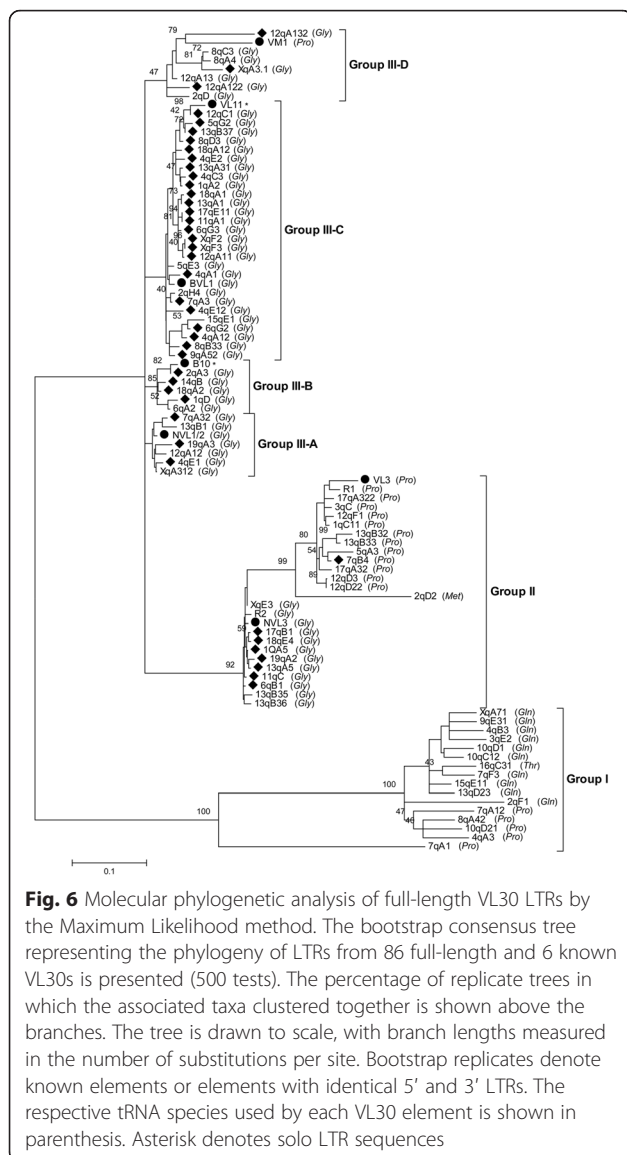 79
12qA132 (Gly)
VM1 (Pro)
72
8qC3 (Gly)
81
8qA4 (Gly)
XqA3.1 (Gly)
Group III-D
47
12qA13 (Gly)
12qA122 (Gly)
2qD (Gly)
98
VL11 *
42
12qC1 (Gly)
79
5qG2 (Gly)
13qB37 (Gly)
8qD3 (Gly)
18qA12 (Gly)
4qE2 (Gly)
47
13qA31 (Gly)
4qC3 (Gly)
1qA2 (Gly)
73
18qA1 (Gly)
94
13qA1 (Gly)
81
17qE11 (Gly)
11qA1 (Gly)
6qG3 (Gly)
Group III-C
96
XqF2 (Gly)
40
XqF3 (Gly)
12qA11 (Gly)
5qE3 (Gly)
4qA1 (Gly)
BVL1 (Gly)
40
2qH4 (Gly)
7qA3 (Gly)
4qE12 (Gly)
53
15qE1 (Gly)
6qG2 (Gly)
4qA12 (Gly)
8qB33 (Gly)
9qA52 (Gly)
82
B10 *
2qA3 (Gly)
85
14qB (Gly)
18qA2 (Gly)
Group III-B
52
1qD (Gly)
6qA2 (Gly)
7qA32 (Gly)
13qB1 (Gly)
NVL1/2 (Gly)
Group III-A
19qA3 (Gly)
12qA12 (Gly)
4qE1 (Gly)
XqA312 (Gly)
VL3 (Pro)
R1 (Pro)
17qA322 (Pro)
3qC (Pro)
12qF1 (Pro)
1qC11 (Pro)
80
99
13qB32 (Pro)
13qB33 (Pro)
54
5qA3 (Pro)
7qB4 (Pro)
99
17qA32 (Pro)
89
12qD3 (Pro)
12qD22 (Pro)
2qD2 (Met)
Group II
XqE3 (Gly)
R2 (Gly)
NVL3 (Gly)
59
17qB1 (Gly)
18qE4 (Gly)
1QA5 (Gly)
19qA2 (Gly)
92
13qA5 (Gly)
11qC (Gly)
6qB1 (Gly)
13qB35 (Gly)
13qB36 (Gly)
XqA71 (Gln)
9qE31 (Gln)
4qB3 (Gln)
3qE2 (Gln)
10qD1 (Gln)
10qC12 (Gln)
43
16qC31 (Thr)
7qF3 (Gln)
15qE11 (Gln)
Group I
100
13qD23 (Gln)
2qF1 (Gln)
47
7qA12 (Pro)
100
46
8qA42 (Pro)
10qD21 (Pro)
4qA3 (Pro)
7qA1 (Pro)
0.1
Fig. 6 Molecular phylogenetic analysis of full-length VL30 LTRs by
the Maximum Likelihood method. The bootstrap consensus tree
representing the phylogeny of LTRs from 86 full-length and 6 known
VL30s is presented (500 tests). The percentage of replicate trees in
which the associated taxa clustered together is shown above the
branches. The tree is drawn to scale, with branch lengths measured
in the number of substitutions per site. Bootstrap replicates denote
known elements or elements with identical 5′ and 3′ LTRs. The
respective tRNA species used by each VL30 element is shown in
parenthesis. Asterisk denotes solo LTR sequences